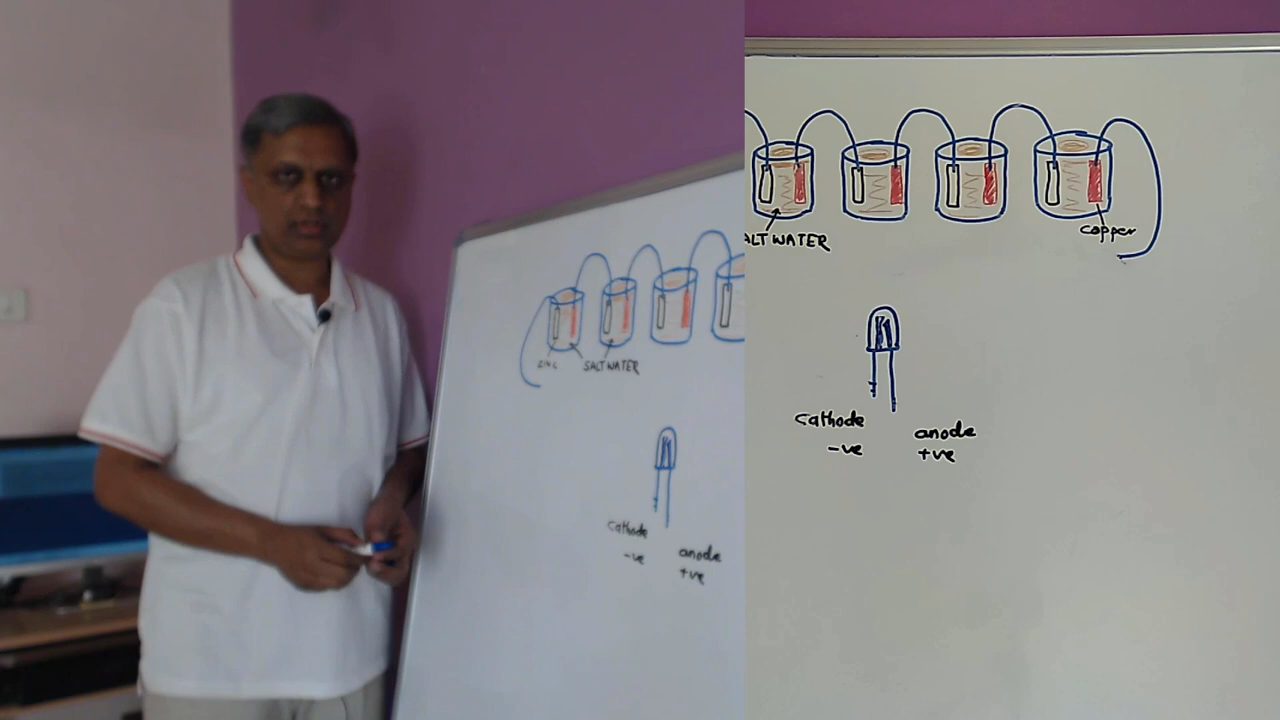 ZINC
SALTWATER
cathode
-ve
anode
+ve
ALTWATER
copper
cathode
-ve
anode
+ve